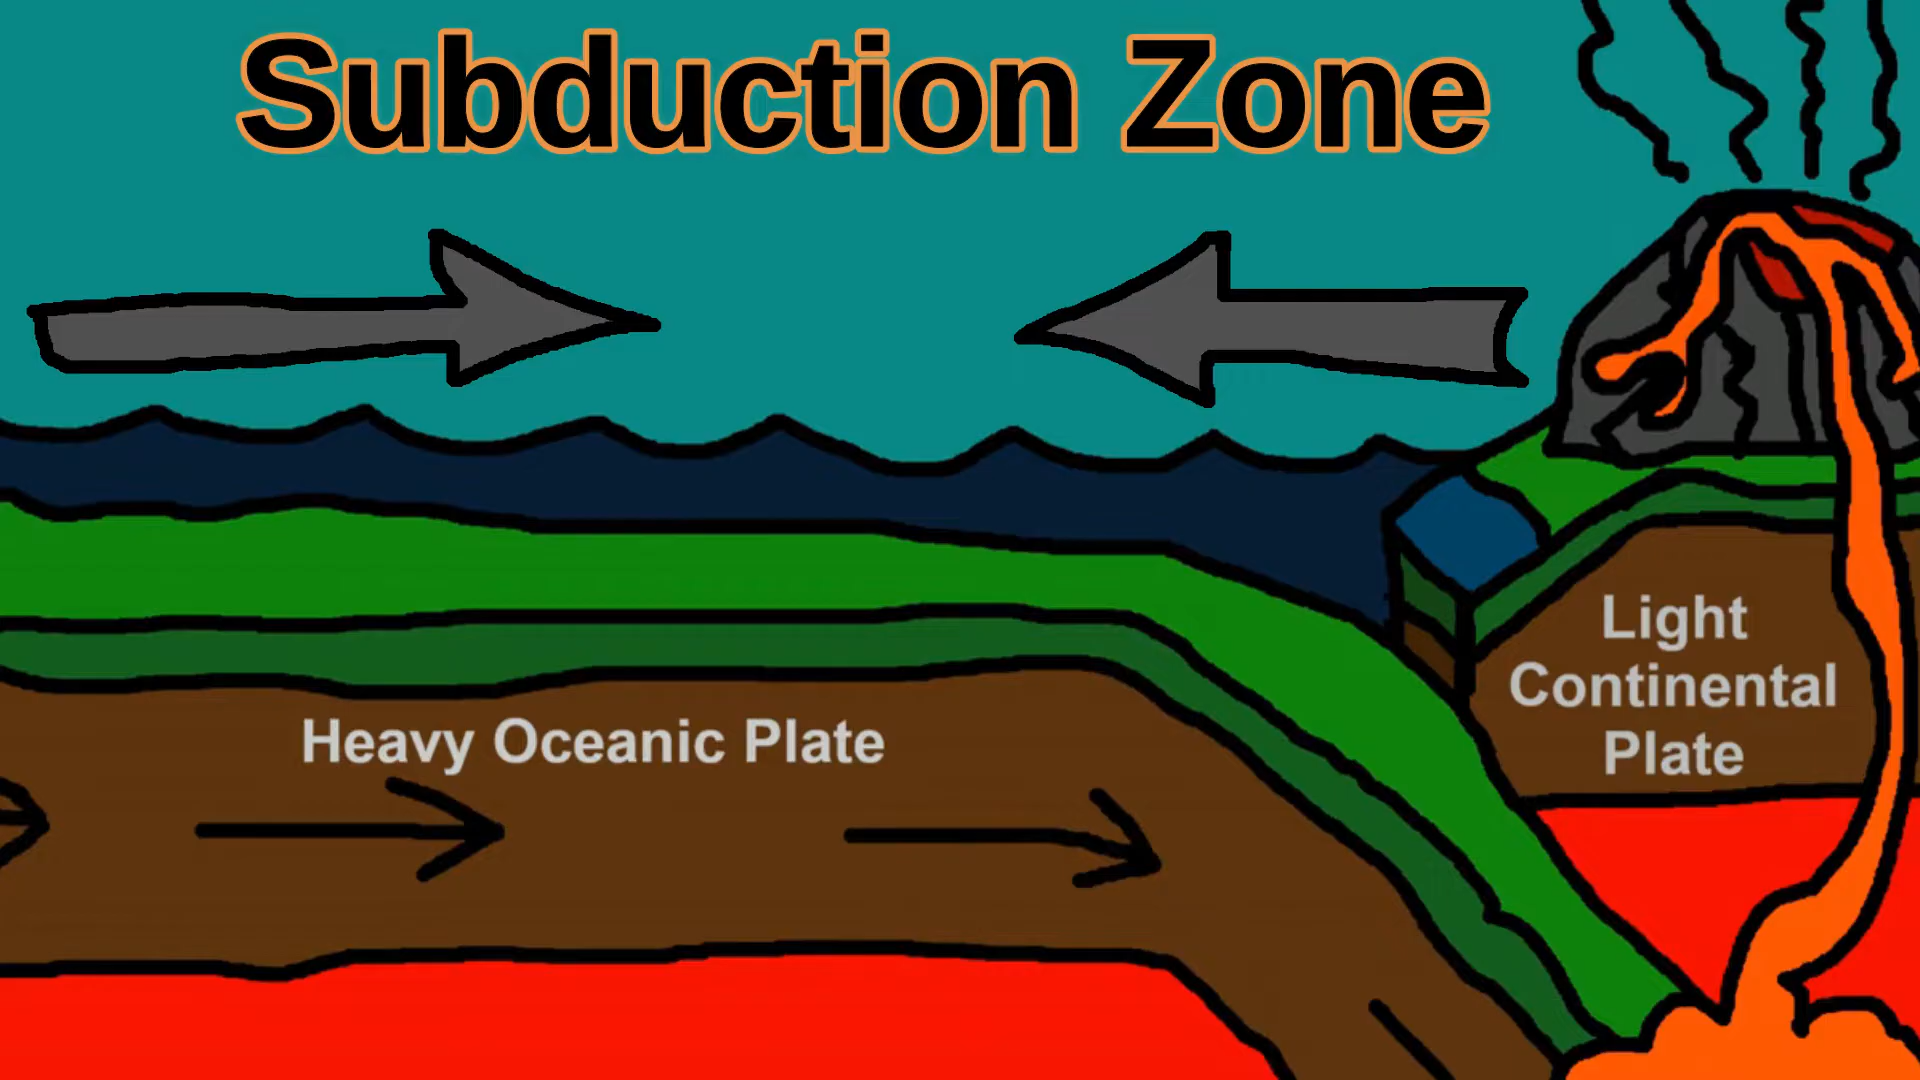 Subduction Zone
Heavy Oceanic Plate
Light
Continental
Plate